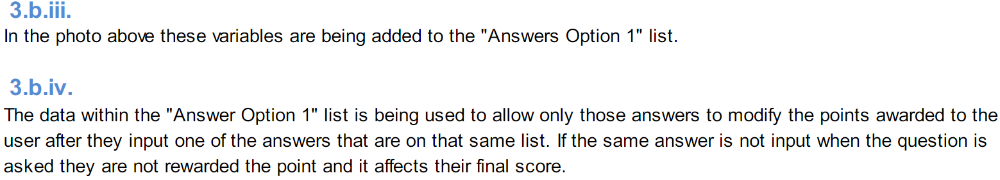 3.b.iii.
In the photo above these variables are being added to the "Answers Option 1" list.
3.b.iv.
The data within the "Answer Option 1" list is being used to allow only those answers to modify the points awarded to the
user after they input one of the answers that are on that same list. If the same answer is not input when the question is
asked they are not rewarded the point and it affects their final score.